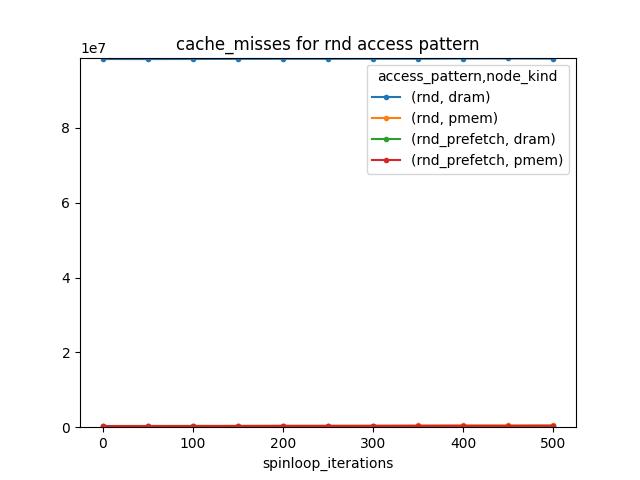 cache_misses for rnd access pattern
1e7
access_pattern,node_kind
(rnd, dram)
(rnd, pmem)
(rnd_prefetch, dram)
(rnd_prefetch, pmem)
8
6
4
2
0
0 100 200 300 400 500
spinloop_iterations